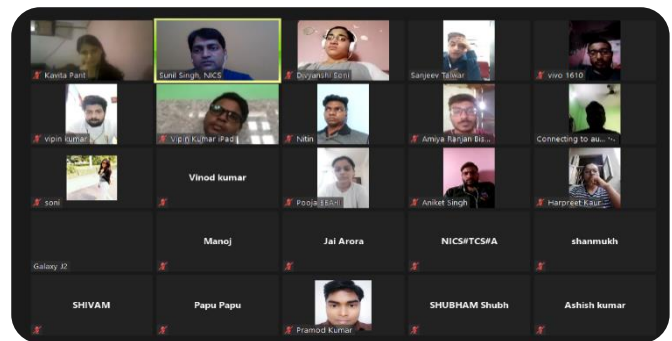 Kavita Parit
Sunil Singh, NICS
Divyanshi Soni
Sanjeev Talwar
vivo 1610
vipin kumar
Vipin Kumar iPad
Nitin
Amiya Ranjan Bis...
Connecting to au...
soni
Vinod kumar
Pooja
Aniket Singh
Harpreet Kaur
Galaxy J2
Manoj
Jai Arora
NICS#TCS#A
shanmukh
SHIVAM
Papu Papu
Pramod Kumar
SHUBHAM Shubh
Ashish kumar